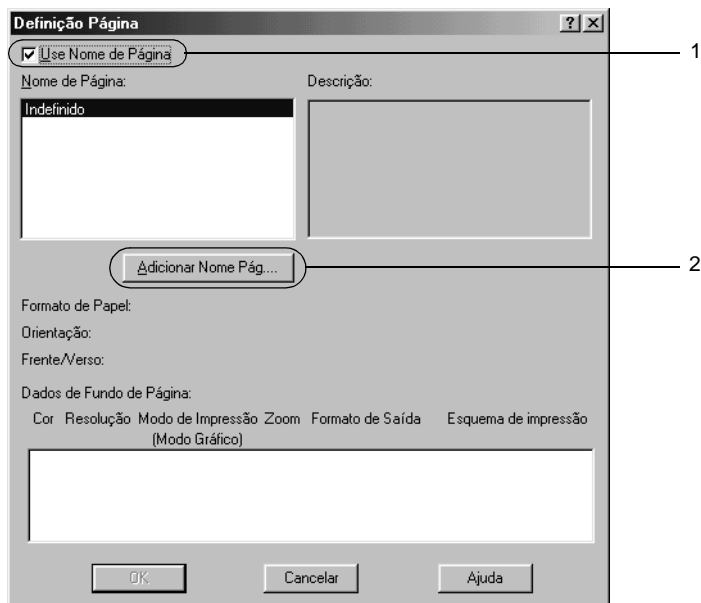 Definição Página
Use Nome de Página
1
Nome de Página:
Descrição:
Indefinido
Adicionar Nome Pág....
2
Formato de Papel:
Orientação:
Frente/Verso:
Dados de Fundo de Página:
Cor Resolução Modo de Impressão Zoom Formato de Saída Esquema de impressão
(Modo Gráfico)
OK Cancelar Ajuda